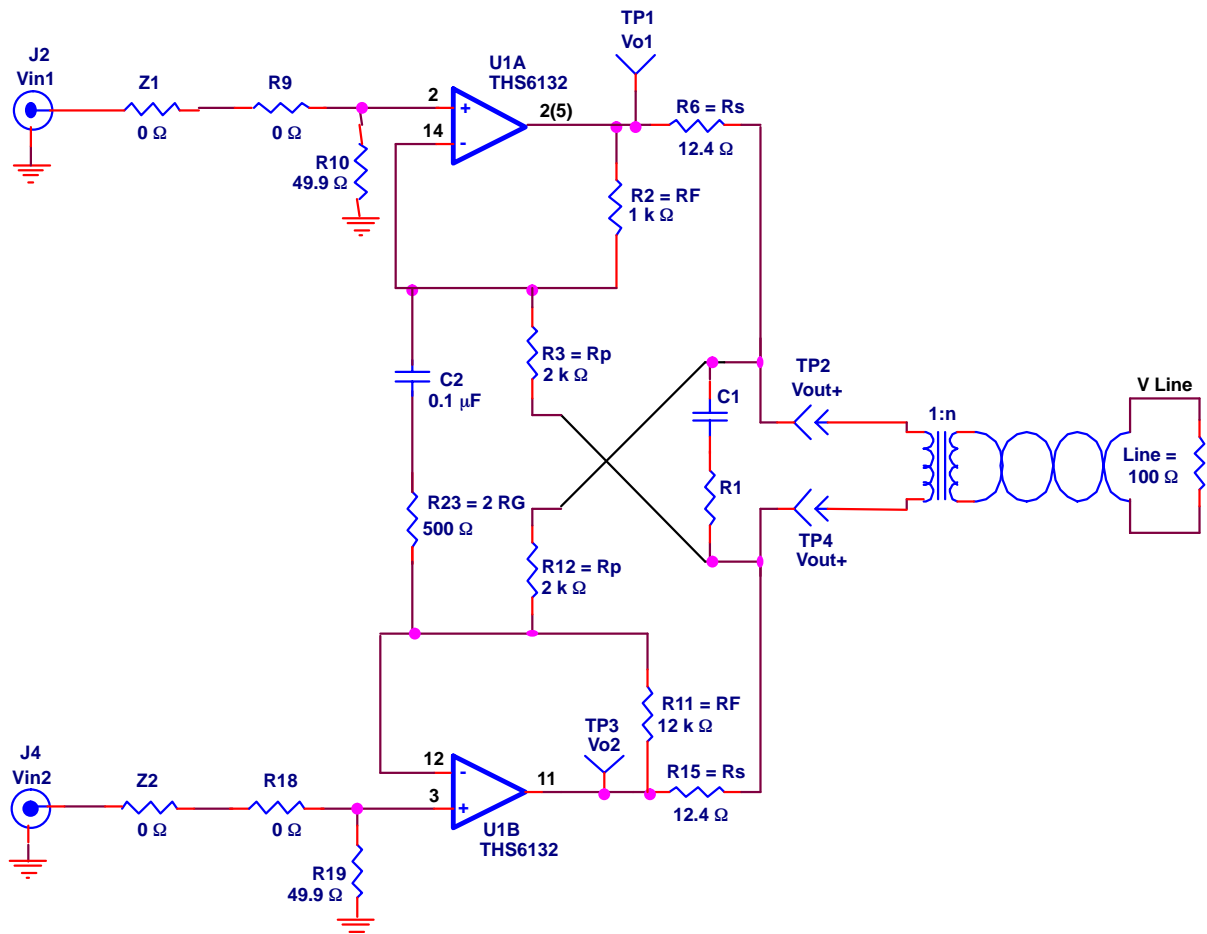 TP1
Vo1
J2
Vin1
Z1
0 Ω
R9
0 Ω
R10
49.9 Ω
U1A
THS6132
2
+
14
-
2(5)
R6 = Rs
12.4 Ω
R2 = RF
1 k Ω
R3 = Rp
2 k Ω
C2
0.1 μF
C1
R1
TP2
Vout+
1:n
V Line
Line =
100 Ω
R23 = 2 RG
500 Ω
R12 = Rp
2 k Ω
TP4
Vout+
R11 = RF
12 k Ω
TP3
Vo2
R15 = Rs
12.4 Ω
J4
Vin2
Z2
0 Ω
R18
0 Ω
R19
49.9 Ω
12
-
3
+
11
U1B
THS6132